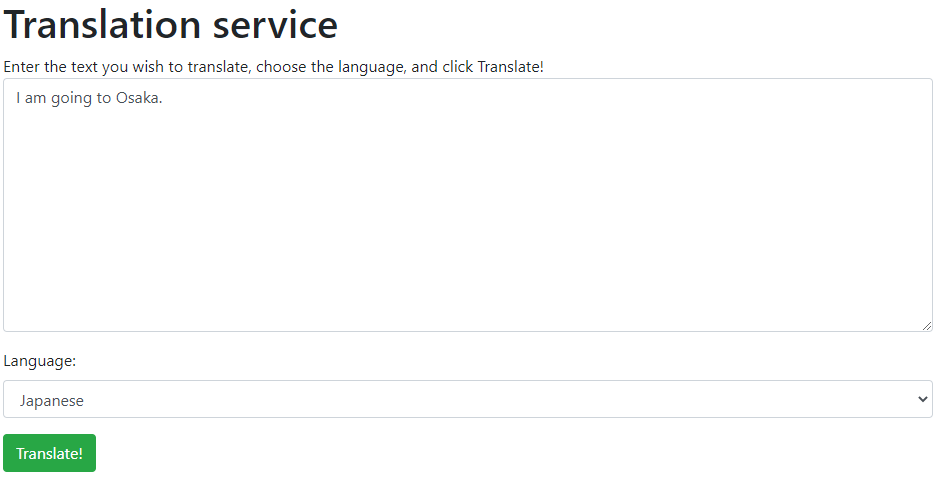 Translation service
Enter the text you wish to translate, choose the language, and click Translate!
I am going to Osaka.
Language:
Japanese
Translate!